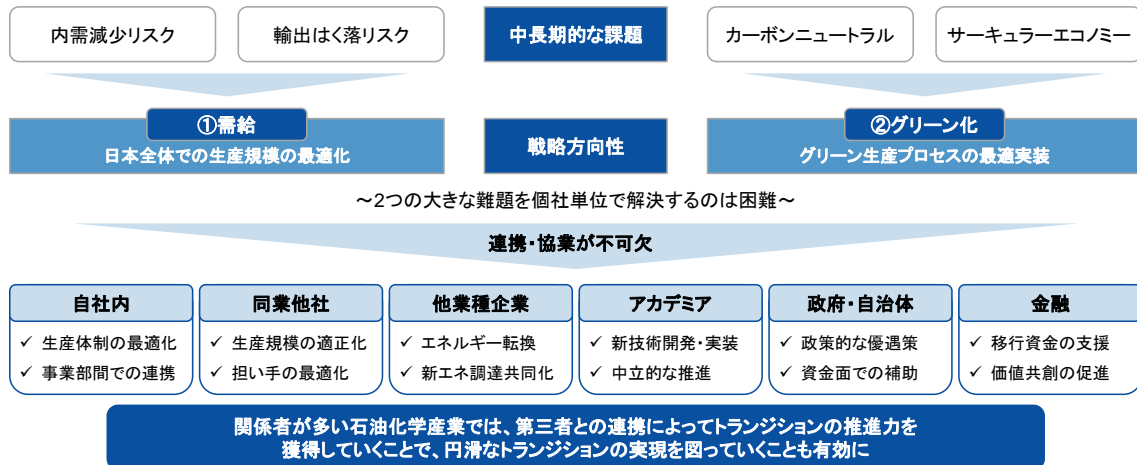 内需減少リスク
輸出はく落リスク
中長期的な課題
カーボンニュートラル
サーキュラーエコノミー
①需給
日本全体での生産規模の最適化
戦略方向性
②グリーン化
グリーン生産プロセスの最適実装
～2つの大きな難題を個社単位で解決するのは困難～
連携・協業が不可欠
自社内
✓ 生産体制の最適化
✓ 事業部間での連携
同業他社
✓ 生産規模の適正化
✓ 担い手の最適化
他業種企業
✓ エネルギー転換
✓ 新エネ調達共同化
アカデミア
✓ 新技術開発・実装
✓ 中立的な推進
政府・自治体
✓ 政策的な優遇策
✓ 資金面での補助
金融
✓ 移行資金の支援
✓ 価値共創の促進
関係者が多い石油化学産業では、第三者との連携によってトランジションの推進力を
獲得していくことで、円滑なトランジションの実現を図っていくことも有効に